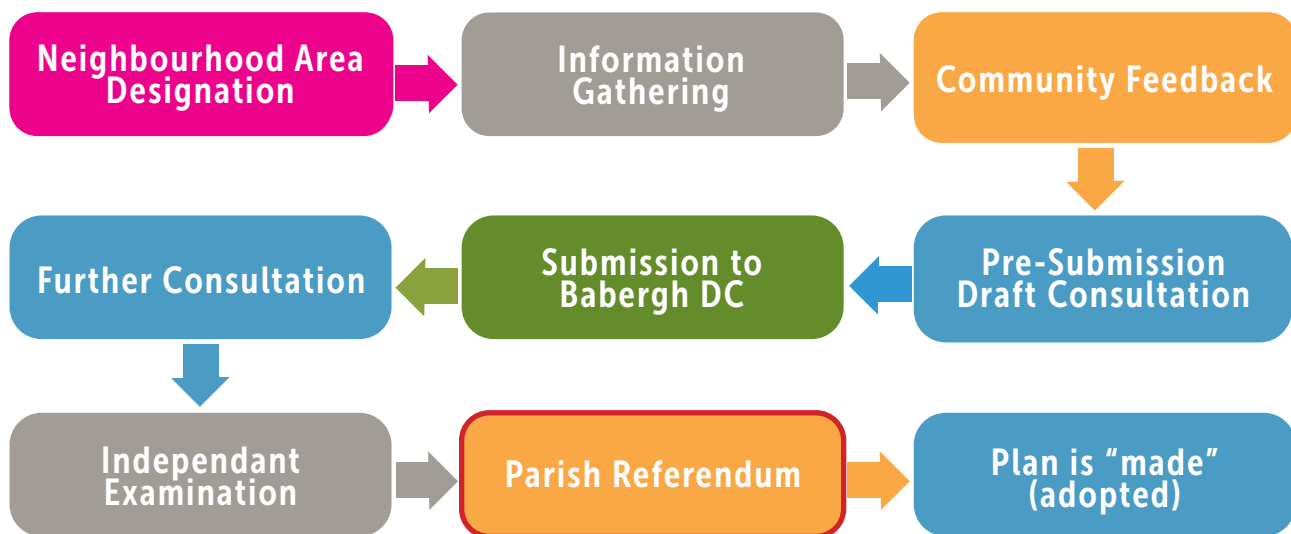 Neighbourhood Area
Designation
Information
Gathering
Community Feedback
Pre-Submission
Draft Consultation
Submission to
Babergh DC
Further Consultation
Independant
Examination
Parish Referendum
Plan is “made”
(adopted)